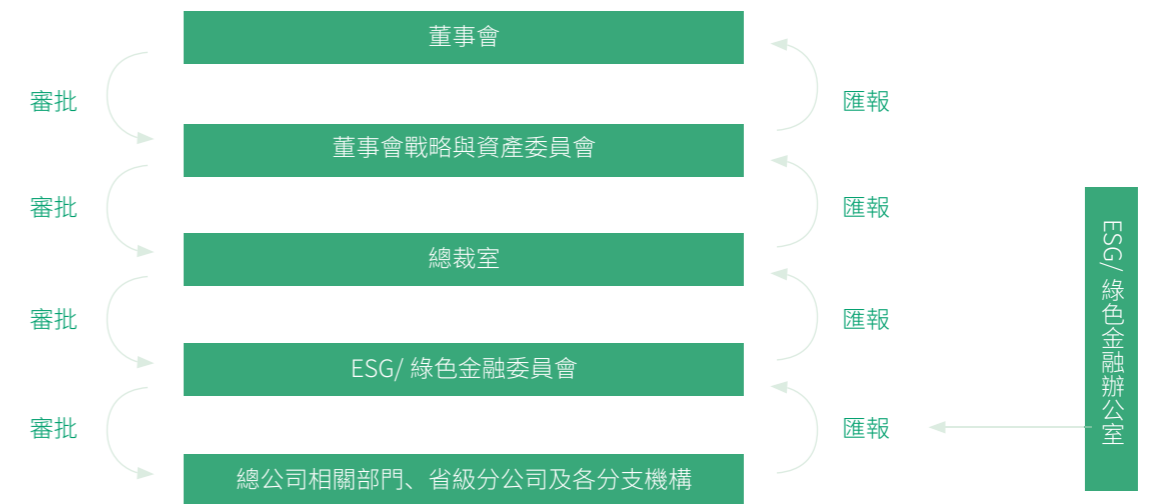 董事會
審批
匯報
董事會戰略與資產委員會
審批
匯報
總裁室
審批
匯報
ESG/ 綠色金融委員會
審批
匯報
總公司相關部門、省級分公司及各分支機構
ESG/ 綠色金融辦公室